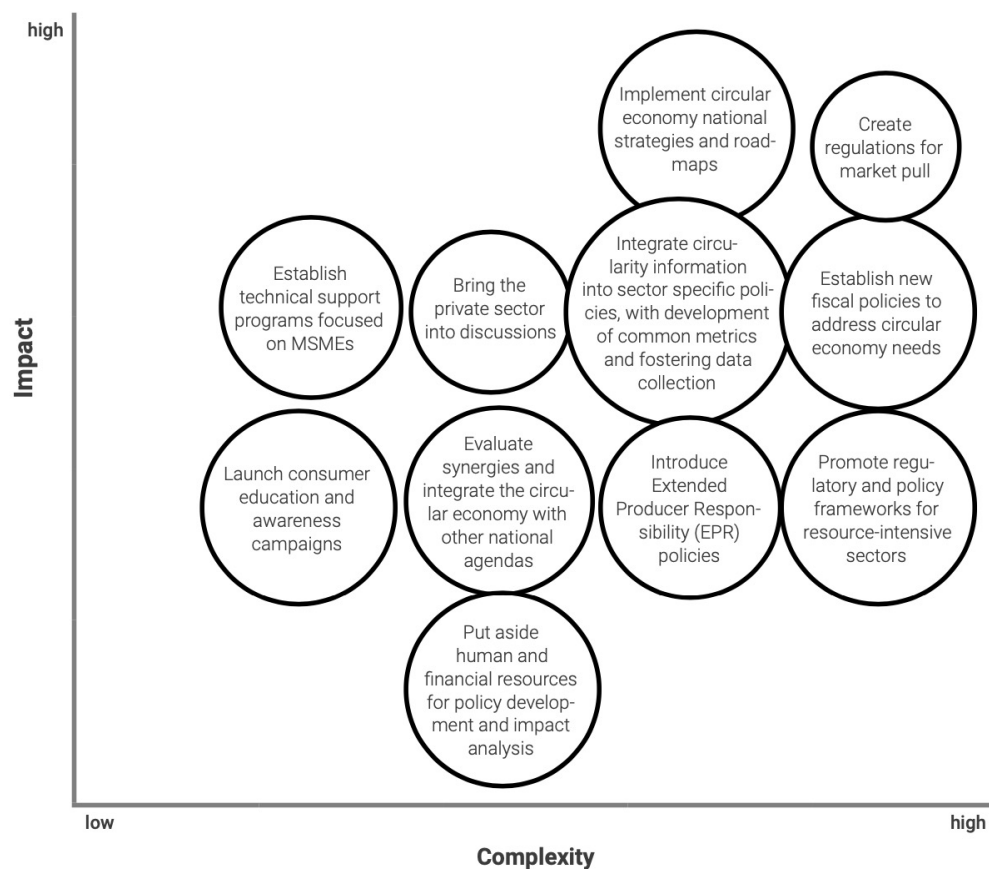 high
Implement circular
economy national
strategies and road-
maps
Create
regulations for
market pull
Establish
technical support
programs focused
on MSMEs
Bring the
private sector
into discussions
Integrate circu-
larity information
into sector specific poli-
cies, with development
of common metrics
and fostering data
collection
Establish new
fiscal policies to
address circular
economy needs
Impact
Launch consumer
education and
awareness
campaigns
Evaluate
synergies and
integrate the circu-
lar economy with
other national
agendas
Introduce
Extended
Producer Respon-
sibility (EPR)
policies
Promote regu-
latory and policy
frameworks for
resource-intensive
sectors
Put aside
human and
financial resources
for policy develop-
ment and impact
analysis
low
high
Complexity